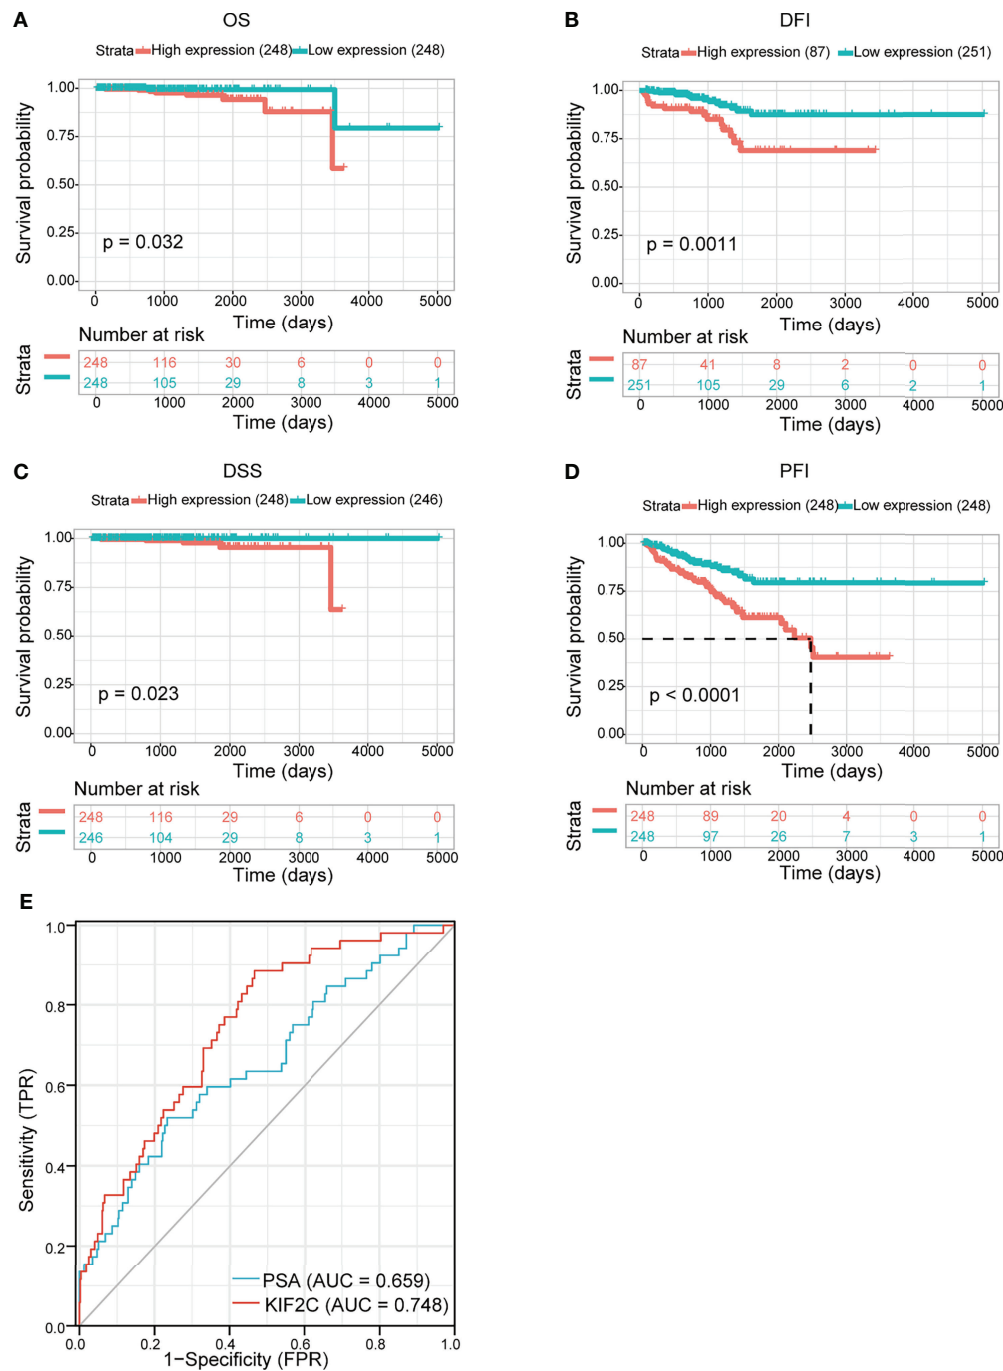 A
OS
Strata High expression (248) Low expression (248)
Survival probability
1.00
0.75
0.50
0.25
0.00
p = 0.032
0 1000 2000 3000 4000 5000
Time (days)
Number at risk
Strata
248 116 30 6 0 0
248 105 29 8 3 1
0 1000 2000 3000 4000 5000
Time (days)
B
DFI
Strata High expression (87) Low expression (251)
Survival probability
1.00
0.75
0.50
0.25
0.00
p = 0.0011
0 1000 2000 3000 4000 5000
Time (days)
Number at risk
Strata
87 41 8 2 0 0
251 105 29 6 2 1
0 1000 2000 3000 4000 5000
Time (days)
C
DSS
Strata High expression (248) Low expression (246)
Survival probability
1.00
0.75
0.50
0.25
0.00
p = 0.023
0 1000 2000 3000 4000 5000
Time (days)
Number at risk
Strata
248 116 29 6 0 0
246 104 29 8 3 1
0 1000 2000 3000 4000 5000
Time (days)
D
PFI
Strata High expression (248) Low expression (248)
Survival probability
1.00
0.75
0.50
0.25
0.00
p < 0.0001
0 1000 2000 3000 4000 5000
Time (days)
Number at risk
Strata
248 89 20 4 0 0
248 97 26 7 3 1
0 1000 2000 3000 4000 5000
Time (days)
E
Sensitivity (TPR)
1.0
0.8
0.6
0.4
0.2
0.0
PSA (AUC = 0.659)
KIF2C (AUC = 0.748)
0.0 0.2 0.4 0.6 0.8 1.0
1−Specificity (FPR)